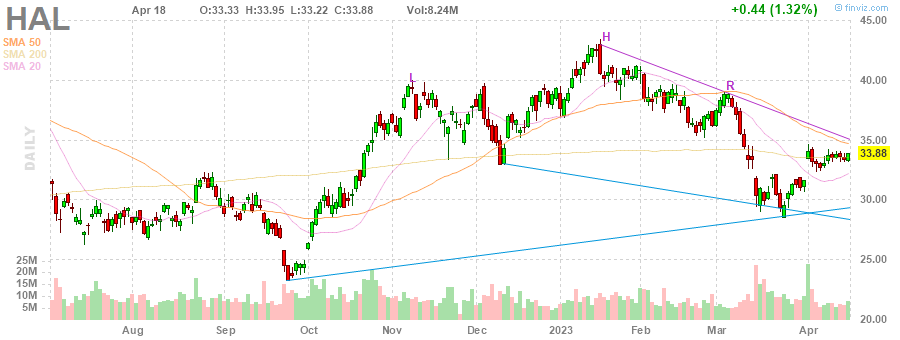 HAL Apr 18 O:33.33 H:33.95 L:33.22 C:33.88 Vol:8.24M +0.44 (1.32%) © finviz.com
SMA 50
SMA 200
SMA 20
DAILY
L H R
45.00
40.00
35.00
33.88
30.00
25.00
20.00
25M
20M
15M
10M
5M
Aug Sep Oct Nov Dec 2023 Feb Mar Apr